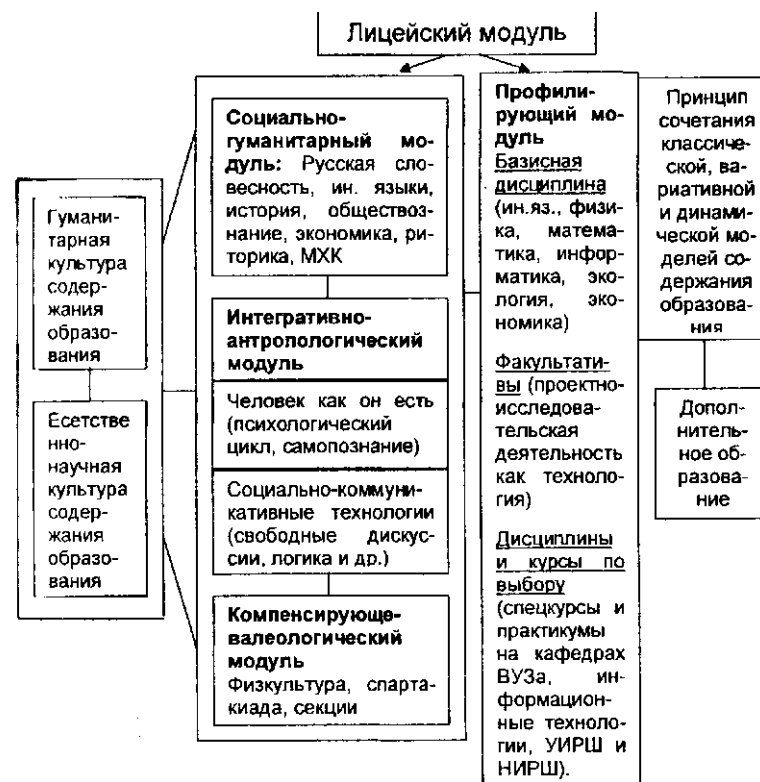 Лицейский модуль
Гумани-
тарная
культура
содер-
жания
образо-
вания
Есетстве
нно-
научная
культура
содер-
жания
образо-
вания
Социально-
гуманитарный мо-
дуль: Русская сло-
весность, ин. языки,
история, обществоз-
нание, экономика, ри-
торика, МХК
Интегративно-
антропологический
модуль
Человек как он есть
(психологический
цикл, самопознание)
Социально-коммуни-
кативные технологии
(свободные дискус-
сии, логика и др.)
Компенсирующе-
валеологический
модуль
Физкультура, спарта-
киада, секции
Профили-
рующий мо-
дуль
Базисная
дисциплина
(ин.яз., физи-
ка, матема-
тика, инфор-
матика, эко-
логия, эко-
номика)
Факультати-
вы (проектно-
исследова-
тельская
деятельность
как техноло-
гия)
Дисциплины
и курсы по
выбору
(спецкурсы и
практикумы
на кафедрах
ВУЗа, ин-
формацион-
ные техноло-
гии, УИРШ и
НИРШ).
Принцип
сочетания
классиче-
ской, ва-
риативной
и динами-
ческой мо-
делей со-
держания
образова-
ния
Допол-
нитель-
ное об-
разова-
ние